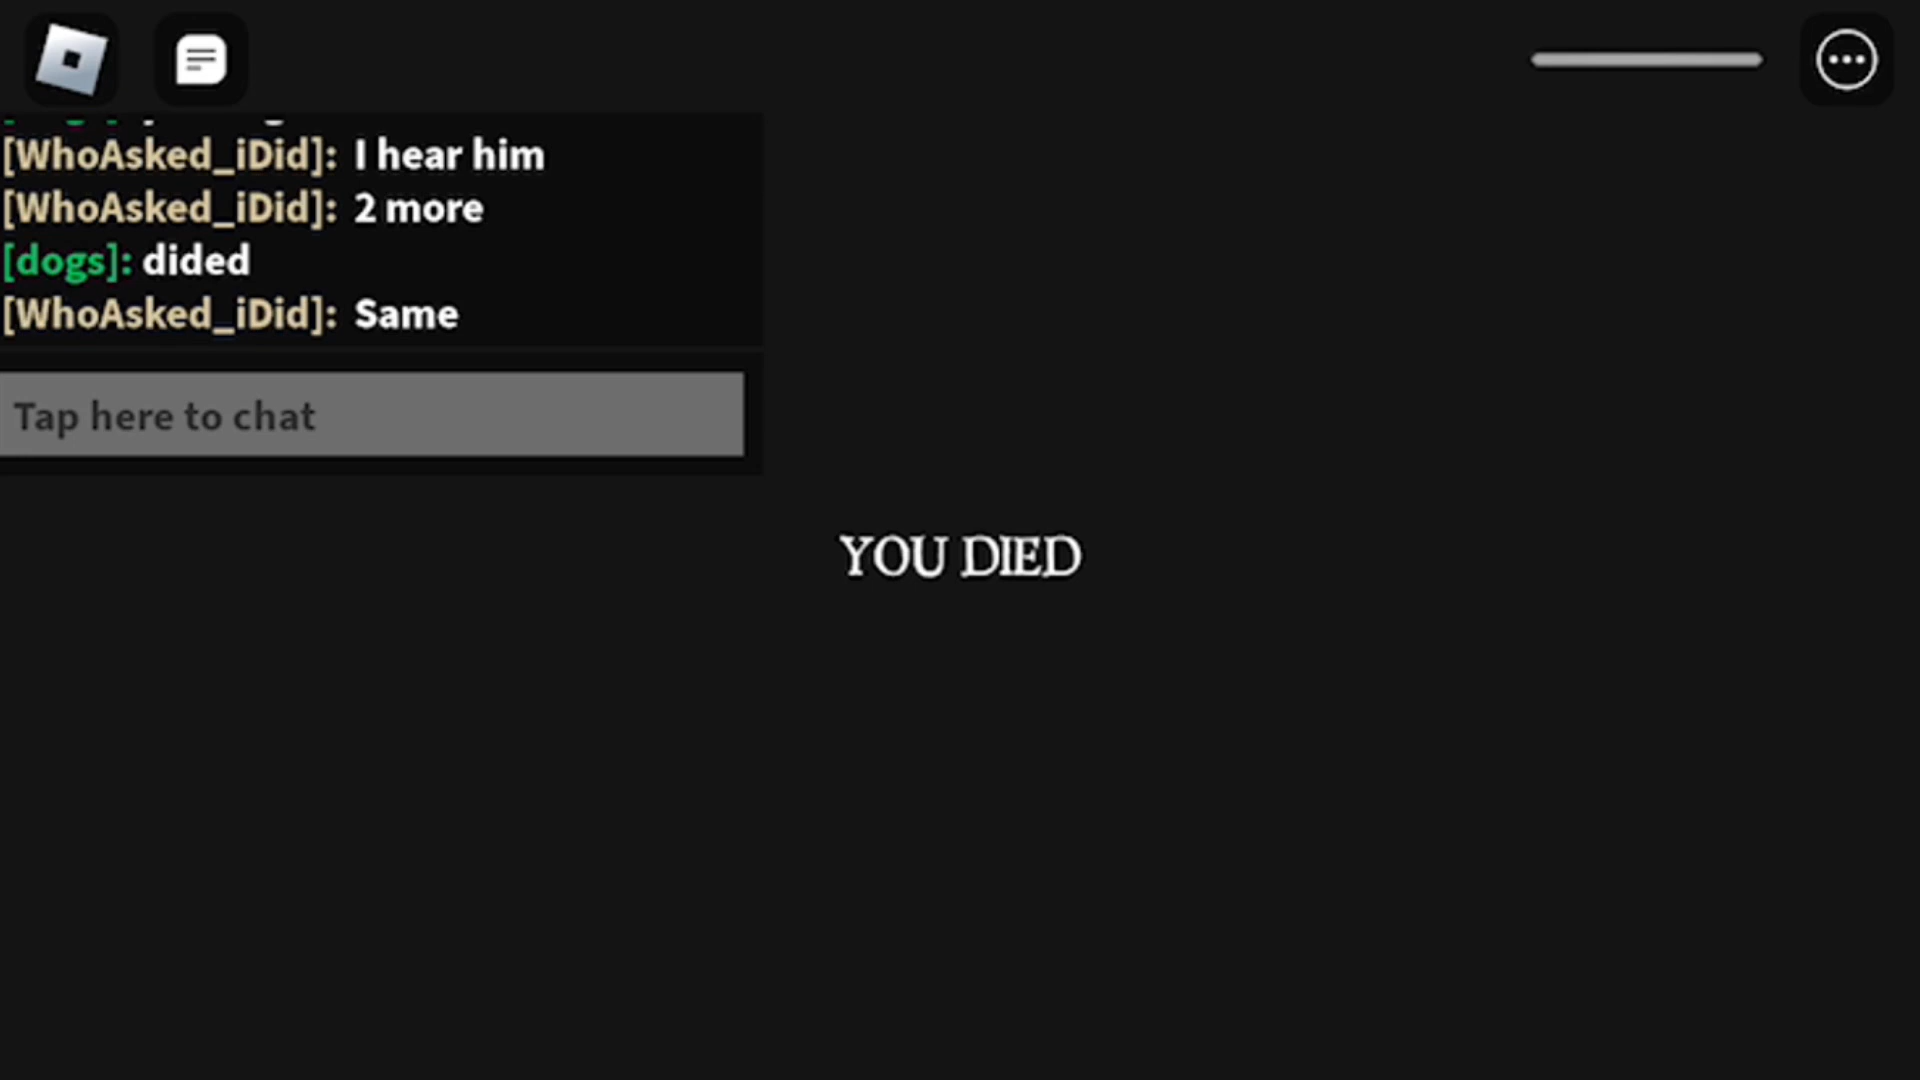 [WhoAsked_iDid]: I hear him
[WhoAsked_iDid]: 2 more
[dogs]: dided
[WhoAsked_iDid]: Same
Tap here to chat
YOU DIED